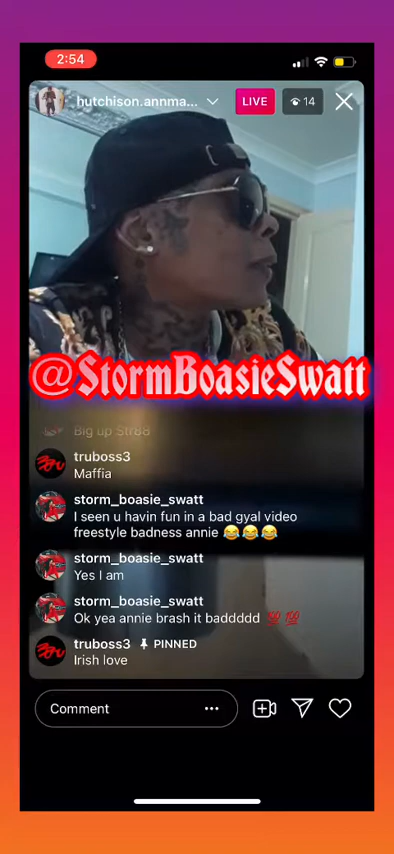 2:54
hutchison.annma...
LIVE
14
@StormBoasieSwatt
Big up Str88
truboss3
Maffia
storm_boasie_swatt
I seen u havin fun in a bad gyal video
freestyle badness annie 😂😂😂
storm_boasie_swatt
Yes I am
storm_boasie_swatt
Ok yea annie brash it baddddd 💯💯
truboss3 📌 PINNED
Irish love
Comment ...